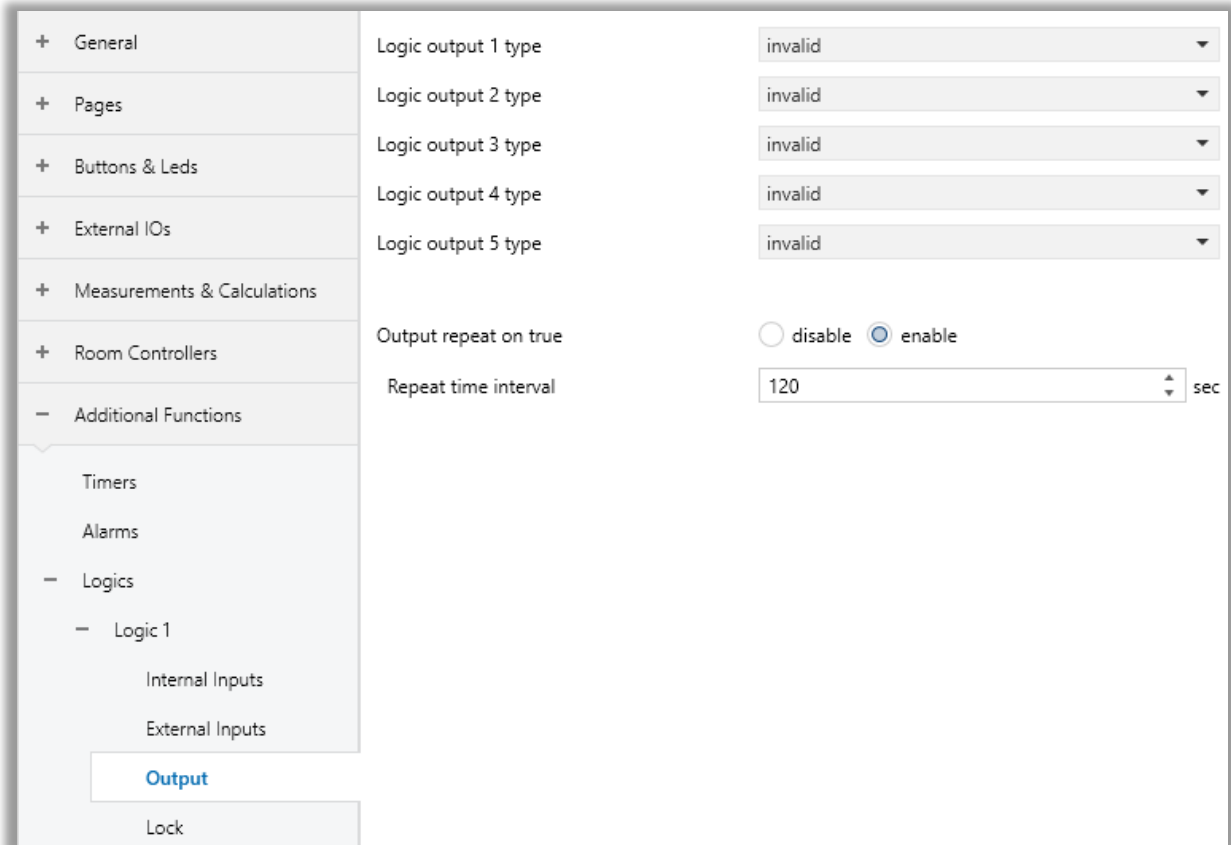 General
Pages
Buttons & Leds
External IOs
Measurements & Calculations
Room Controllers
Additional Functions
Timers
Alarms
Logics
Logic 1
Internal Inputs
External Inputs
Output
Lock
Logic output 1 type invalid
Logic output 2 type invalid
Logic output 3 type invalid
Logic output 4 type invalid
Logic output 5 type invalid
Output repeat on true disable enable
Repeat time interval 120 sec